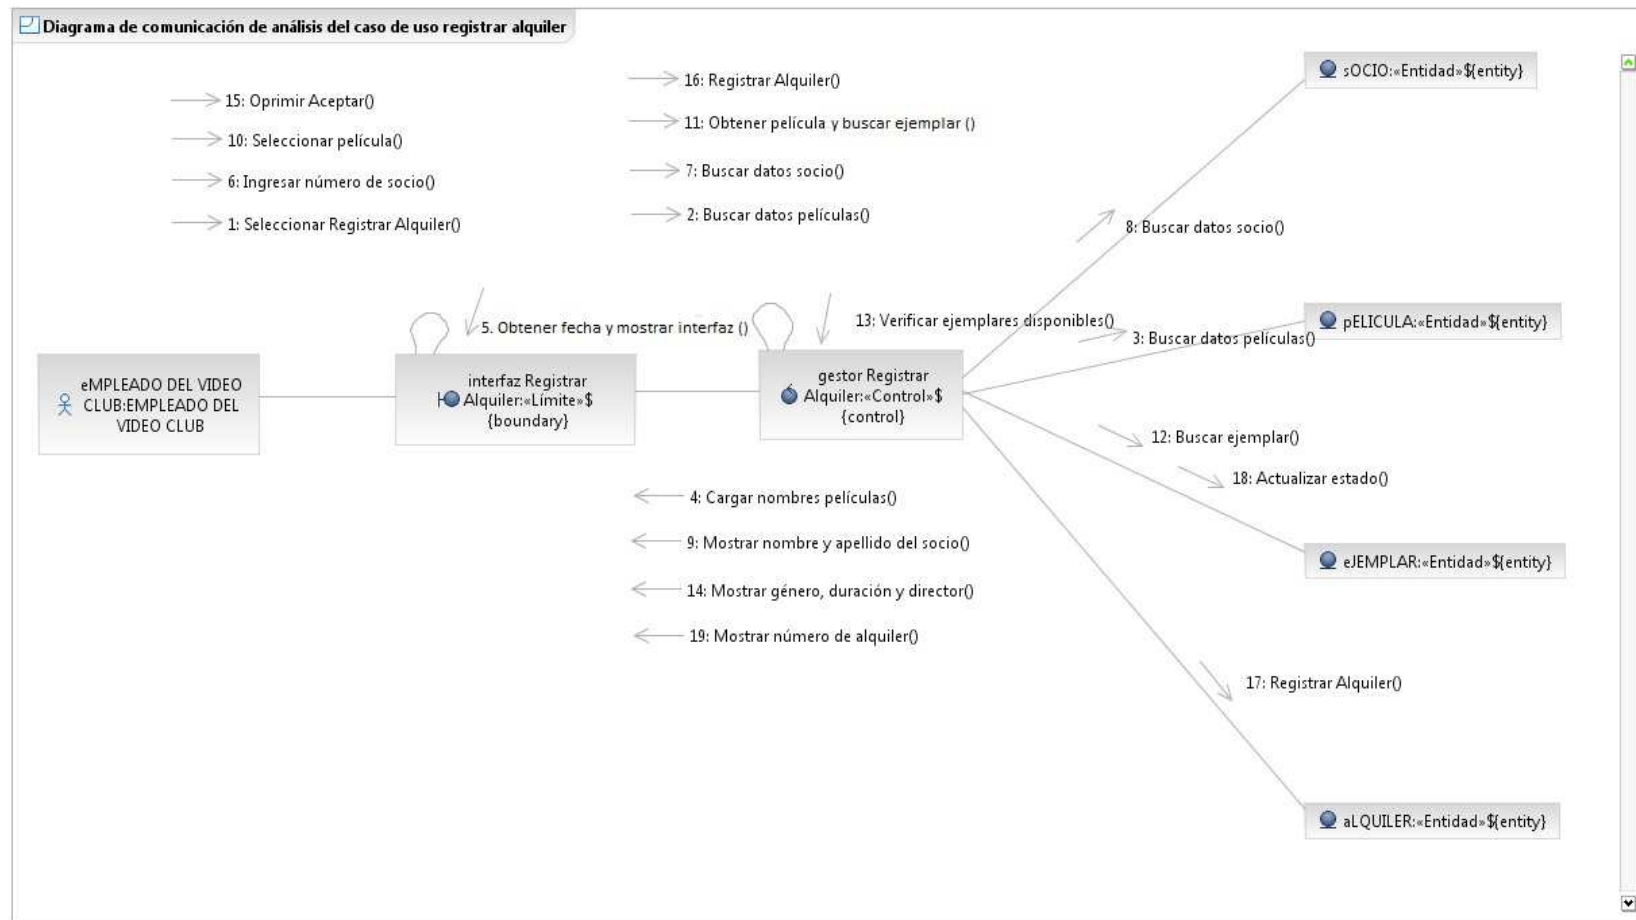 Diagrama de comunicación de análisis del caso de uso registrar alquiler
15: Oprimir Aceptar()
10: Seleccionar película()
6: Ingresar número de socio()
1: Seleccionar Registrar Alquiler()
16: Registrar Alquiler()
11: Obtener película y buscar ejemplar ()
7: Buscar datos socio()
2: Buscar datos películas()
sOCIO:«Entidad»${entity}
8: Buscar datos socio()
5. Obtener fecha y mostrar interfaz ()
13: Verificar ejemplares disponibles()
3: Buscar datos películas()
pELICULA:«Entidad»${entity}
eMPLEADO DEL VIDEO
CLUB:EMPLEADO DEL
VIDEO CLUB
interfaz Registrar
Alquiler:«Límite»$
{boundary}
gestor Registrar
Alquiler:«Control»$
{control}
12: Buscar ejemplar()
18: Actualizar estado()
4: Cargar nombres películas()
9: Mostrar nombre y apellido del socio()
14: Mostrar género, duración y director()
19: Mostrar número de alquiler()
eJEMPLAR:«Entidad»${entity}
17: Registrar Alquiler()
aLQUILER:«Entidad»${entity}